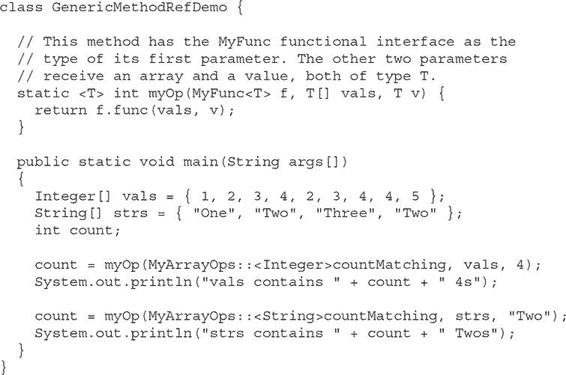 class GenericMethodRefDemo {
// This method has the MyFunc functional interface as the
// type of its first parameter. The other two parameters
// receive an array and a value, both of type T.
static <T> int myOp(MyFunc<T> f, T[] vals, T v) {
return f.func(vals, v);
}
public static void main(String args[])
{
Integer[] vals = { 1, 2, 3, 4, 2, 3, 4, 4, 5 };
String[] strs = { "One", "Two", "Three", "Two" };
int count;
count = myOp(MyArrayOps::<Integer>countMatching, vals, 4);
System.out.println("vals contains " + count + " 4s");
count = myOp(MyArrayOps::<String>countMatching, strs, "Two");
System.out.println("strs contains " + count + " Twos");
}
}